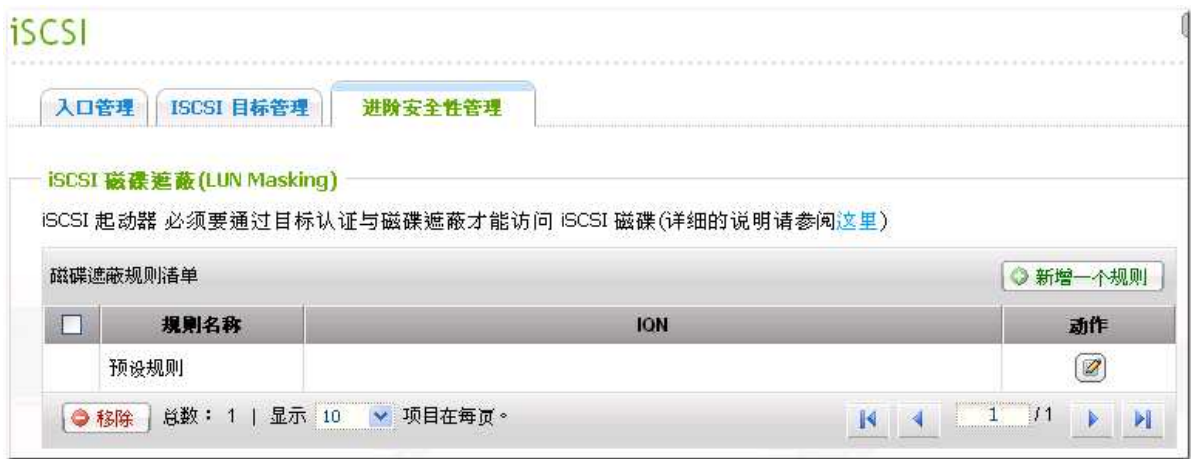 iSCSI
入口管理 ISCSI 目标管理 进阶安全性管理
iSCSI 磁碟遮蔽(LUN Masking)
iSCSI 起动器 必须要通过目标认证与磁碟遮蔽才能访问 iSCSI 磁碟(详细的说明请参阅这里)
磁碟遮蔽规则清单 新增一个规则
规则名称 IQN 动作
预设规则
移除 总数： 1 | 显示 10 项目在每页。 1 /1